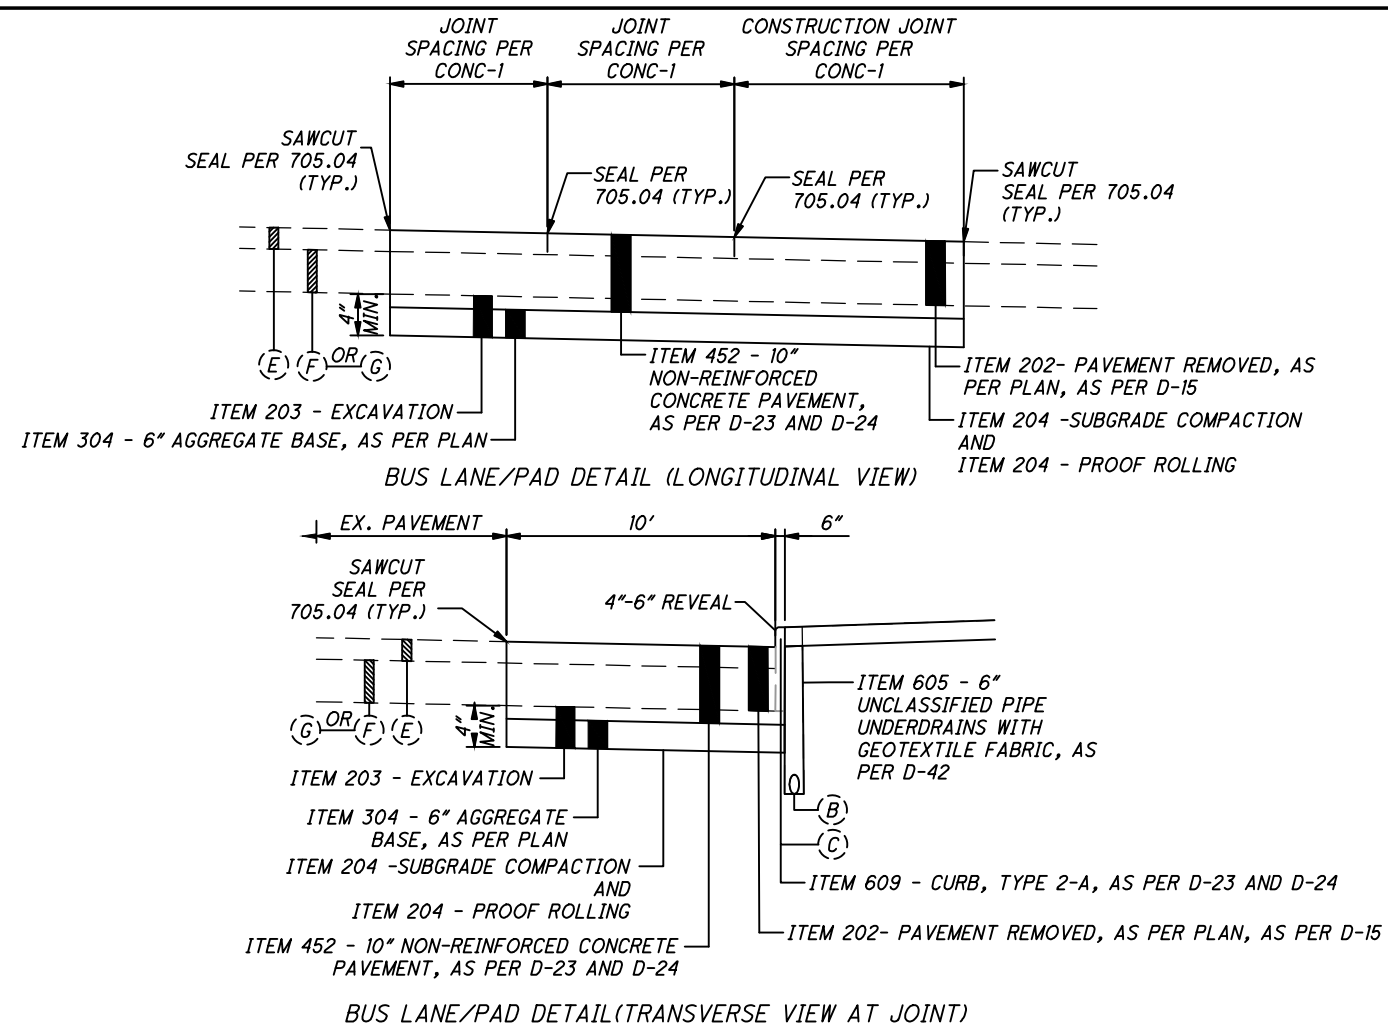 JOINT
SPACING PER
CONC-1
JOINT
SPACING PER
CONC-1
CONSTRUCTION JOINT
SPACING PER
CONC-1
SAWCUT
SEAL PER 705.04
(TYP.)
SEAL PER
705.04 (TYP.)
SEAL PER
705.04 (TYP.)
SAWCUT
SEAL PER 705.04
(TYP.)
4"
MIN.
E
F
OR
G
ITEM 203 - EXCAVATION
ITEM 304 - 6" AGGREGATE BASE, AS PER PLAN
ITEM 452 - 10"
NON-REINFORCED
CONCRETE PAVEMENT,
AS PER D-23 AND D-24
ITEM 202- PAVEMENT REMOVED, AS
PER PLAN, AS PER D-15
ITEM 204 -SUBGRADE COMPACTION
AND
ITEM 204 - PROOF ROLLING
BUS LANE/PAD DETAIL (LONGITUDINAL VIEW)
EX. PAVEMENT
10'
6"
SAWCUT
SEAL PER
705.04 (TYP.)
4"-6" REVEAL
G
OR
F
E
4"
MIN.
ITEM 605 - 6"
UNCLASSIFIED PIPE
UNDERDRAINS WITH
GEOTEXTILE FABRIC, AS
PER D-42
ITEM 203 - EXCAVATION
ITEM 304 - 6" AGGREGATE
BASE, AS PER PLAN
ITEM 204 -SUBGRADE COMPACTION
AND
ITEM 204 - PROOF ROLLING
ITEM 452 - 10" NON-REINFORCED CONCRETE
PAVEMENT, AS PER D-23 AND D-24
B
C
ITEM 609 - CURB, TYPE 2-A, AS PER D-23 AND D-24
ITEM 202- PAVEMENT REMOVED, AS PER PLAN, AS PER D-15
BUS LANE/PAD DETAIL(TRANSVERSE VIEW AT JOINT)